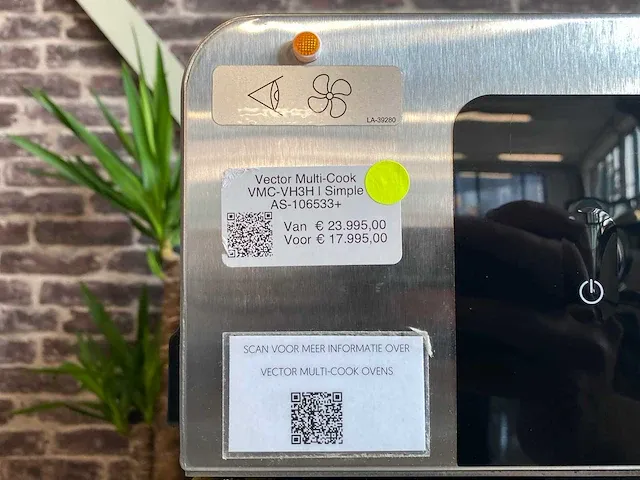 LA-39280
Vector Multi-Cook
VMC-VH3H | Simple
AS-106533+
Van € 23.995,00
Voor € 17.995,00
SCAN VOOR MEER INFORMATIE OVER
VECTOR MULTI-COOK OVENS